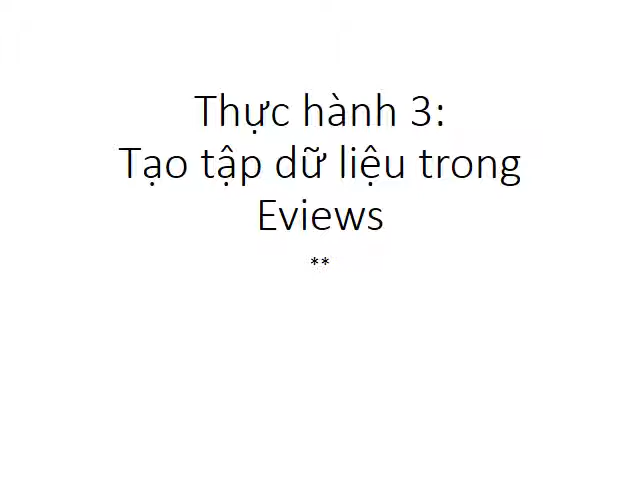 Thực hành 3:
Tạo tập dữ liệu trong
Eviews
**